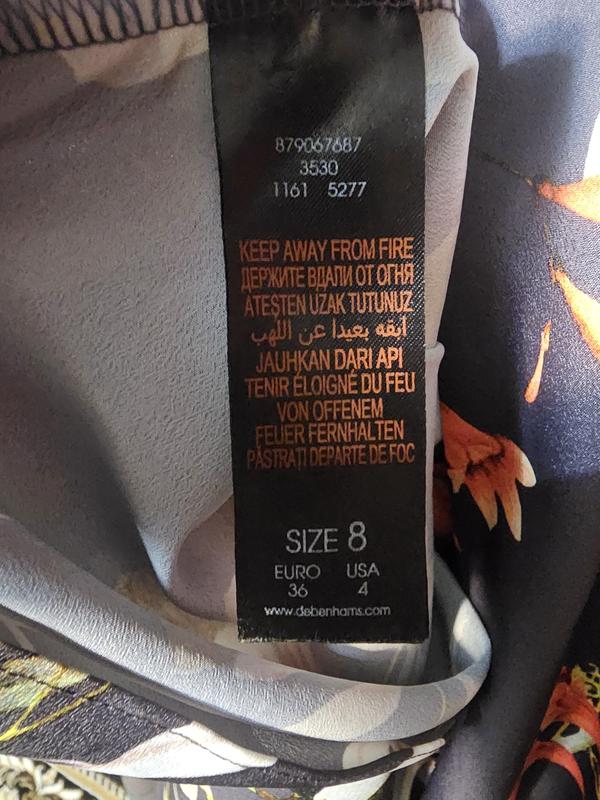 879067687
3530
1161 5277
KEEP AWAY FROM FIRE
ДЕРЖИТЕ ВДАЛИ ОТ ОГНЯ
ATEŞTEN UZAK TUTUNUZ
أبقه بعيدا عن اللهب
JAUHKAN DARI API
TENIR ÉLOIGNÉ DU FEU
VON OFFENEM
FEUER FERNHALTEN
PĂSTRAŢI DEPARTE DE FOC
SIZE 8
EURO USA
36 4
www.debenhams.com